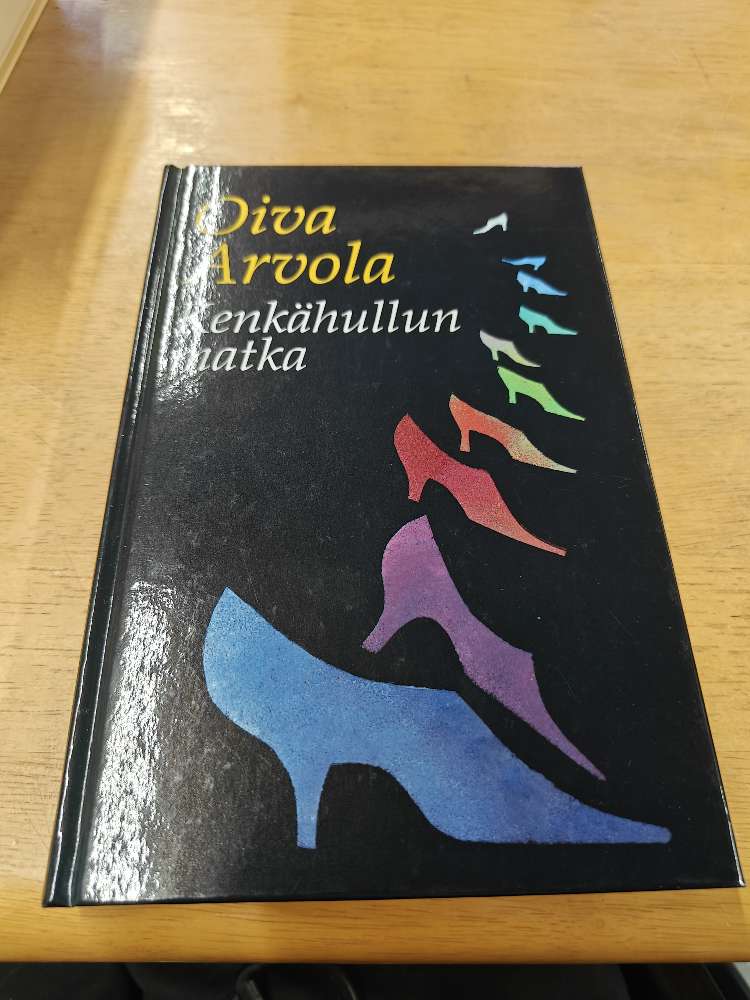 Oiva
Arvola
Kenkähullun
matka